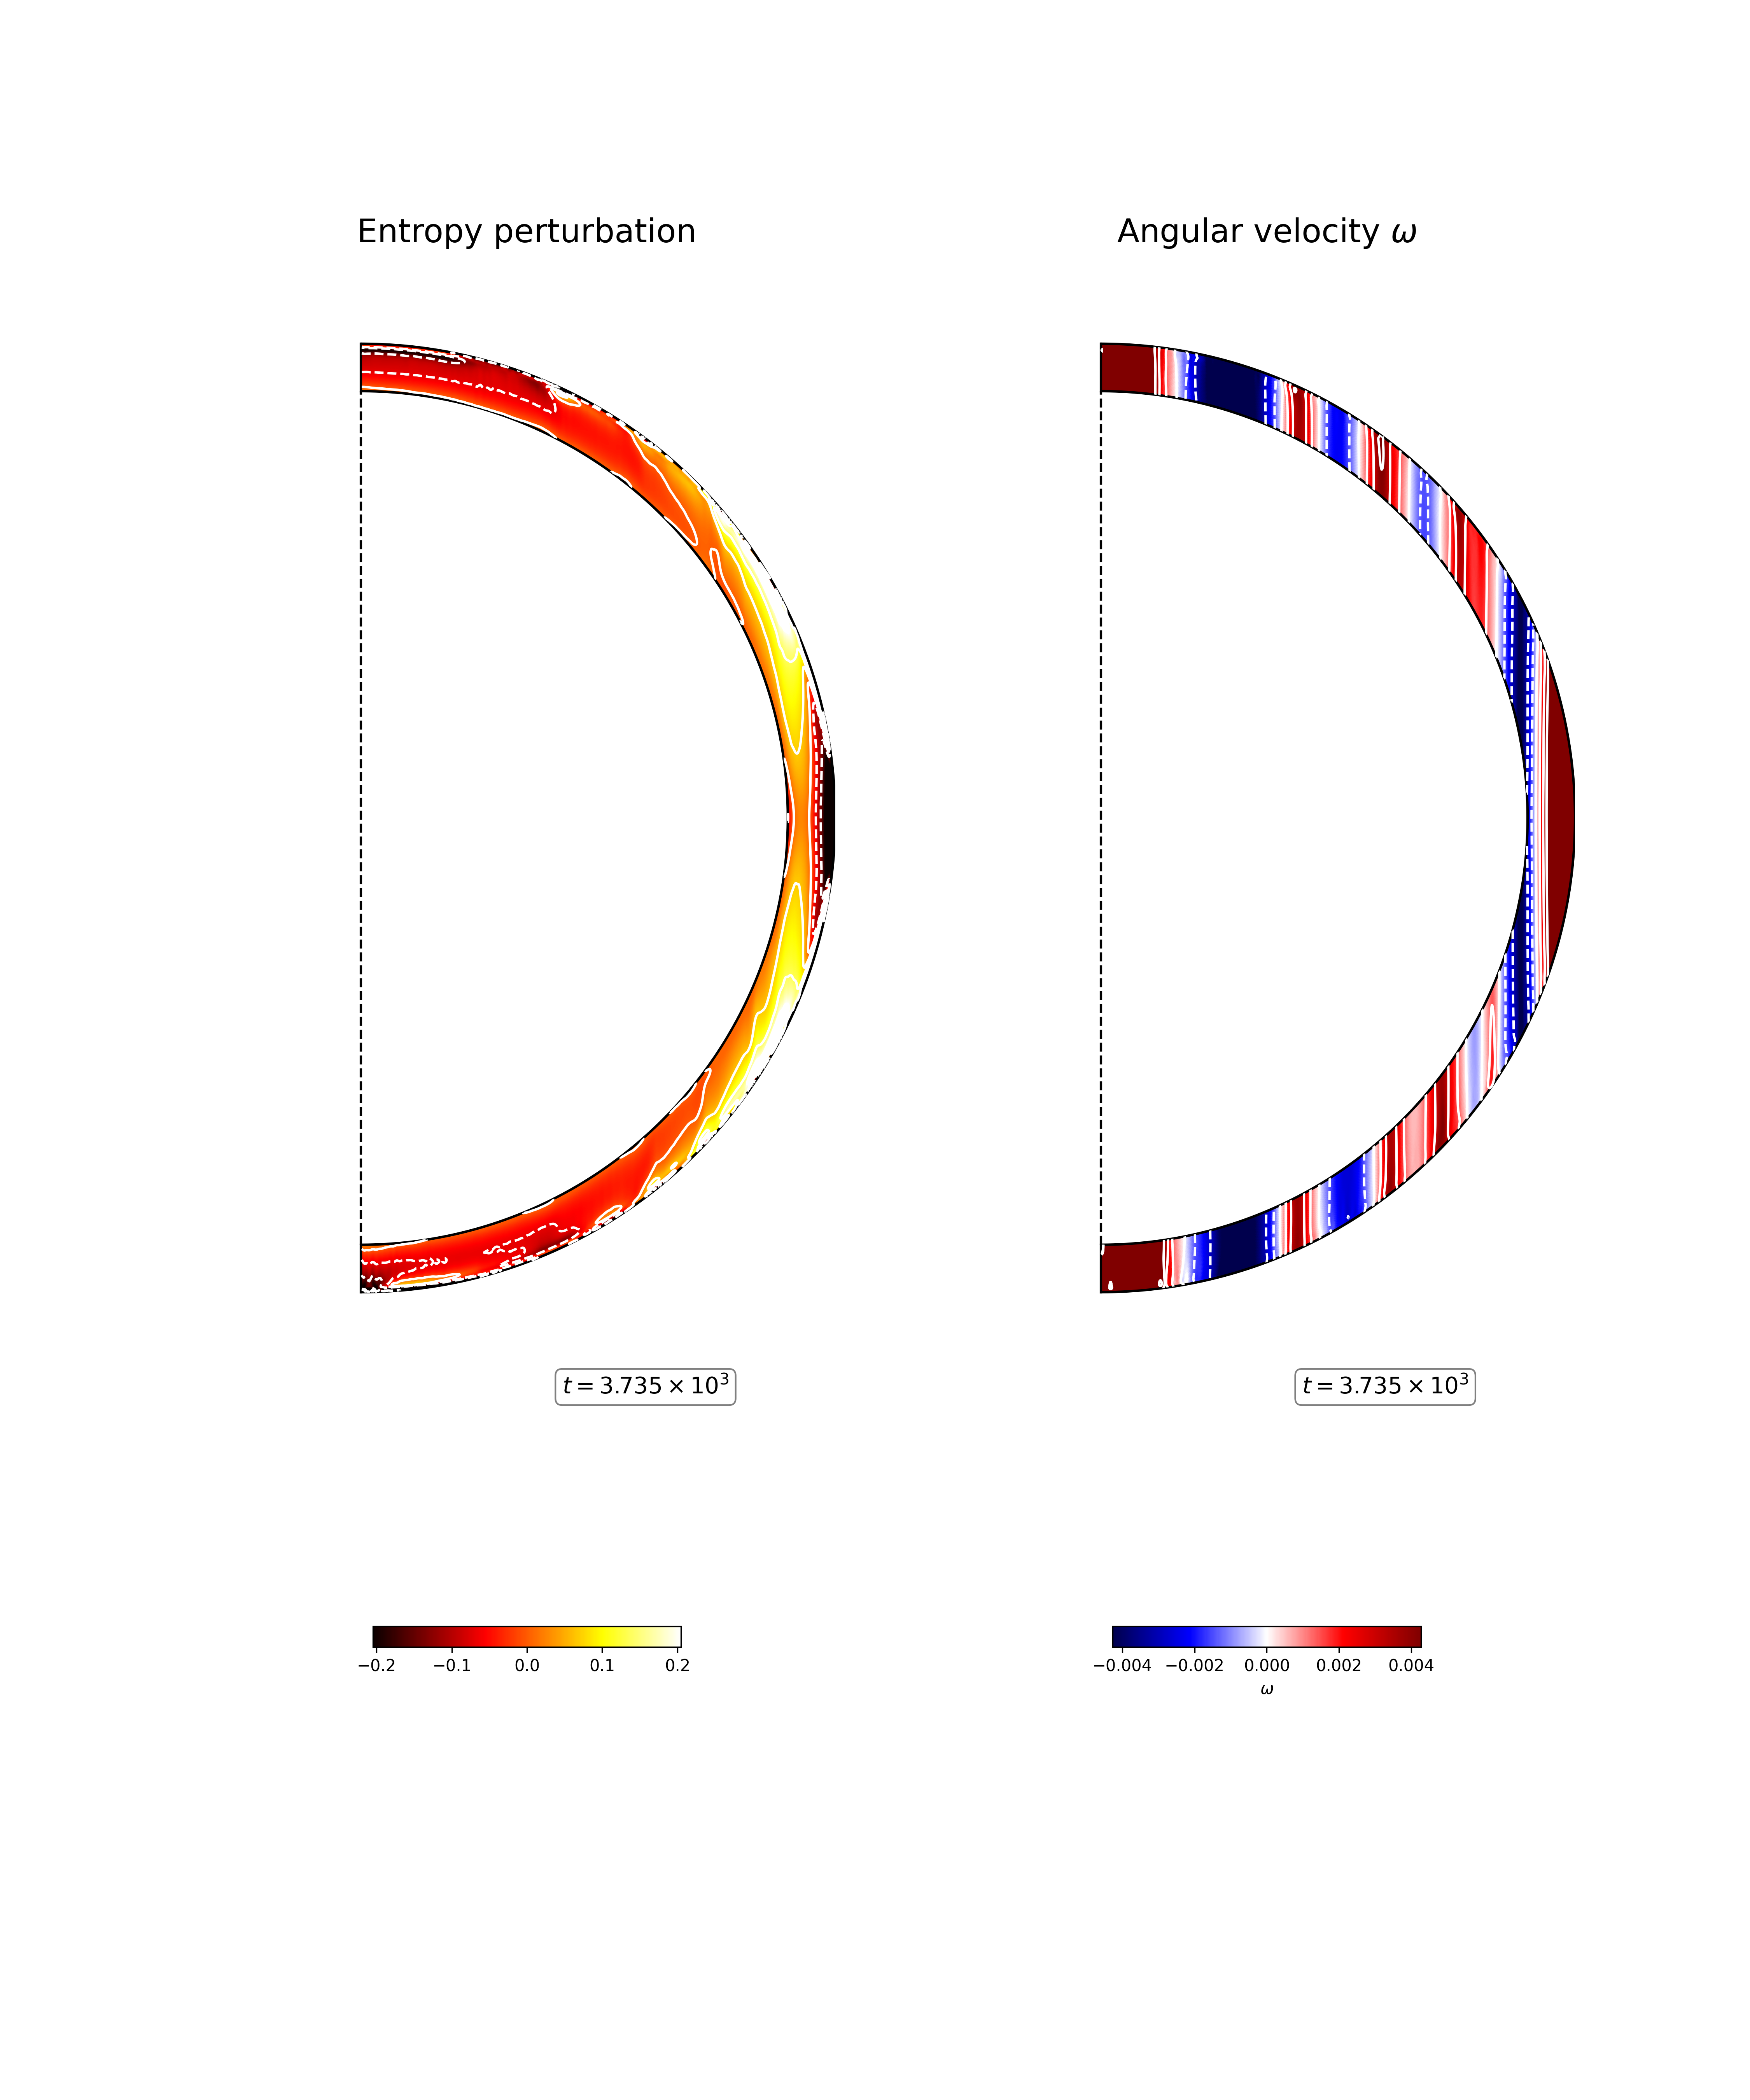 Entropy perturbation
Angular velocity ω
t = 3.735 × 10³
t = 3.735 × 10³
−0.2 −0.1 0.0 0.1 0.2
−0.004 −0.002 0.000 0.002 0.004
ω